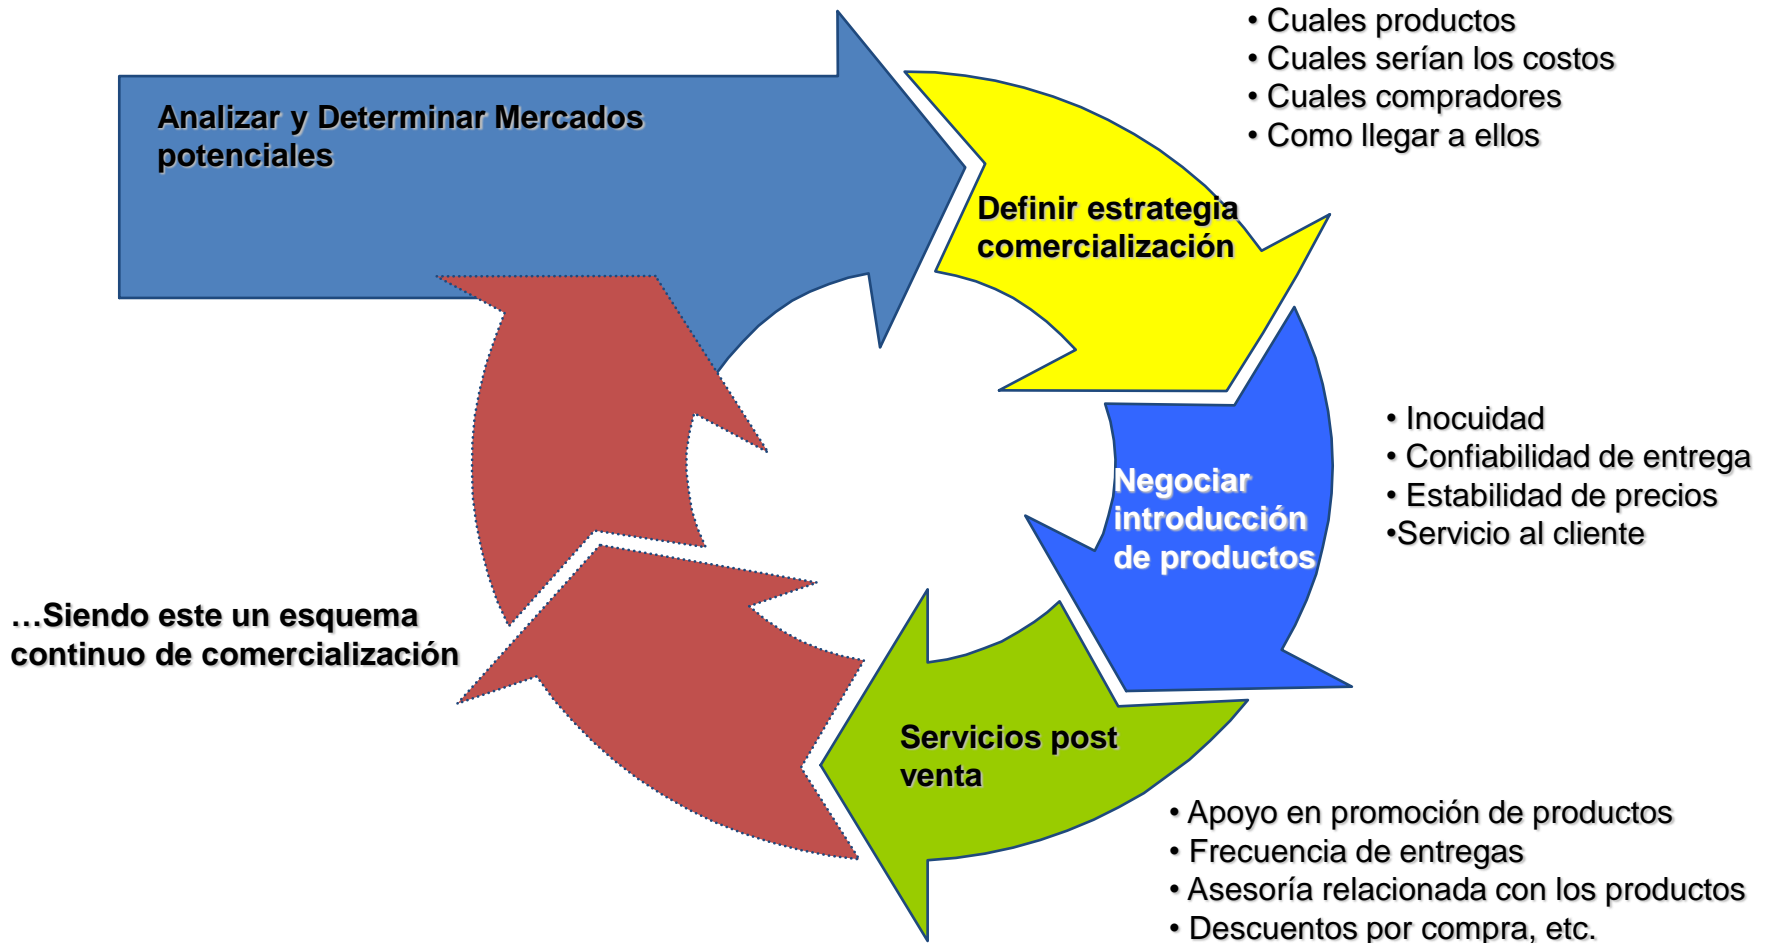 • Cuales productos
• Cuales serían los costos
• Cuales compradores
• Como llegar a ellos
Analizar y Determinar Mercados
potenciales
Definir estrategia
comercialización
• Inocuidad
• Confiabilidad de entrega
• Estabilidad de precios
•Servicio al cliente
Negociar
introducción
de productos
…Siendo este un esquema
continuo de comercialización
Servicios post
venta
• Apoyo en promoción de productos
• Frecuencia de entregas
• Asesoría relacionada con los productos
• Descuentos por compra, etc.